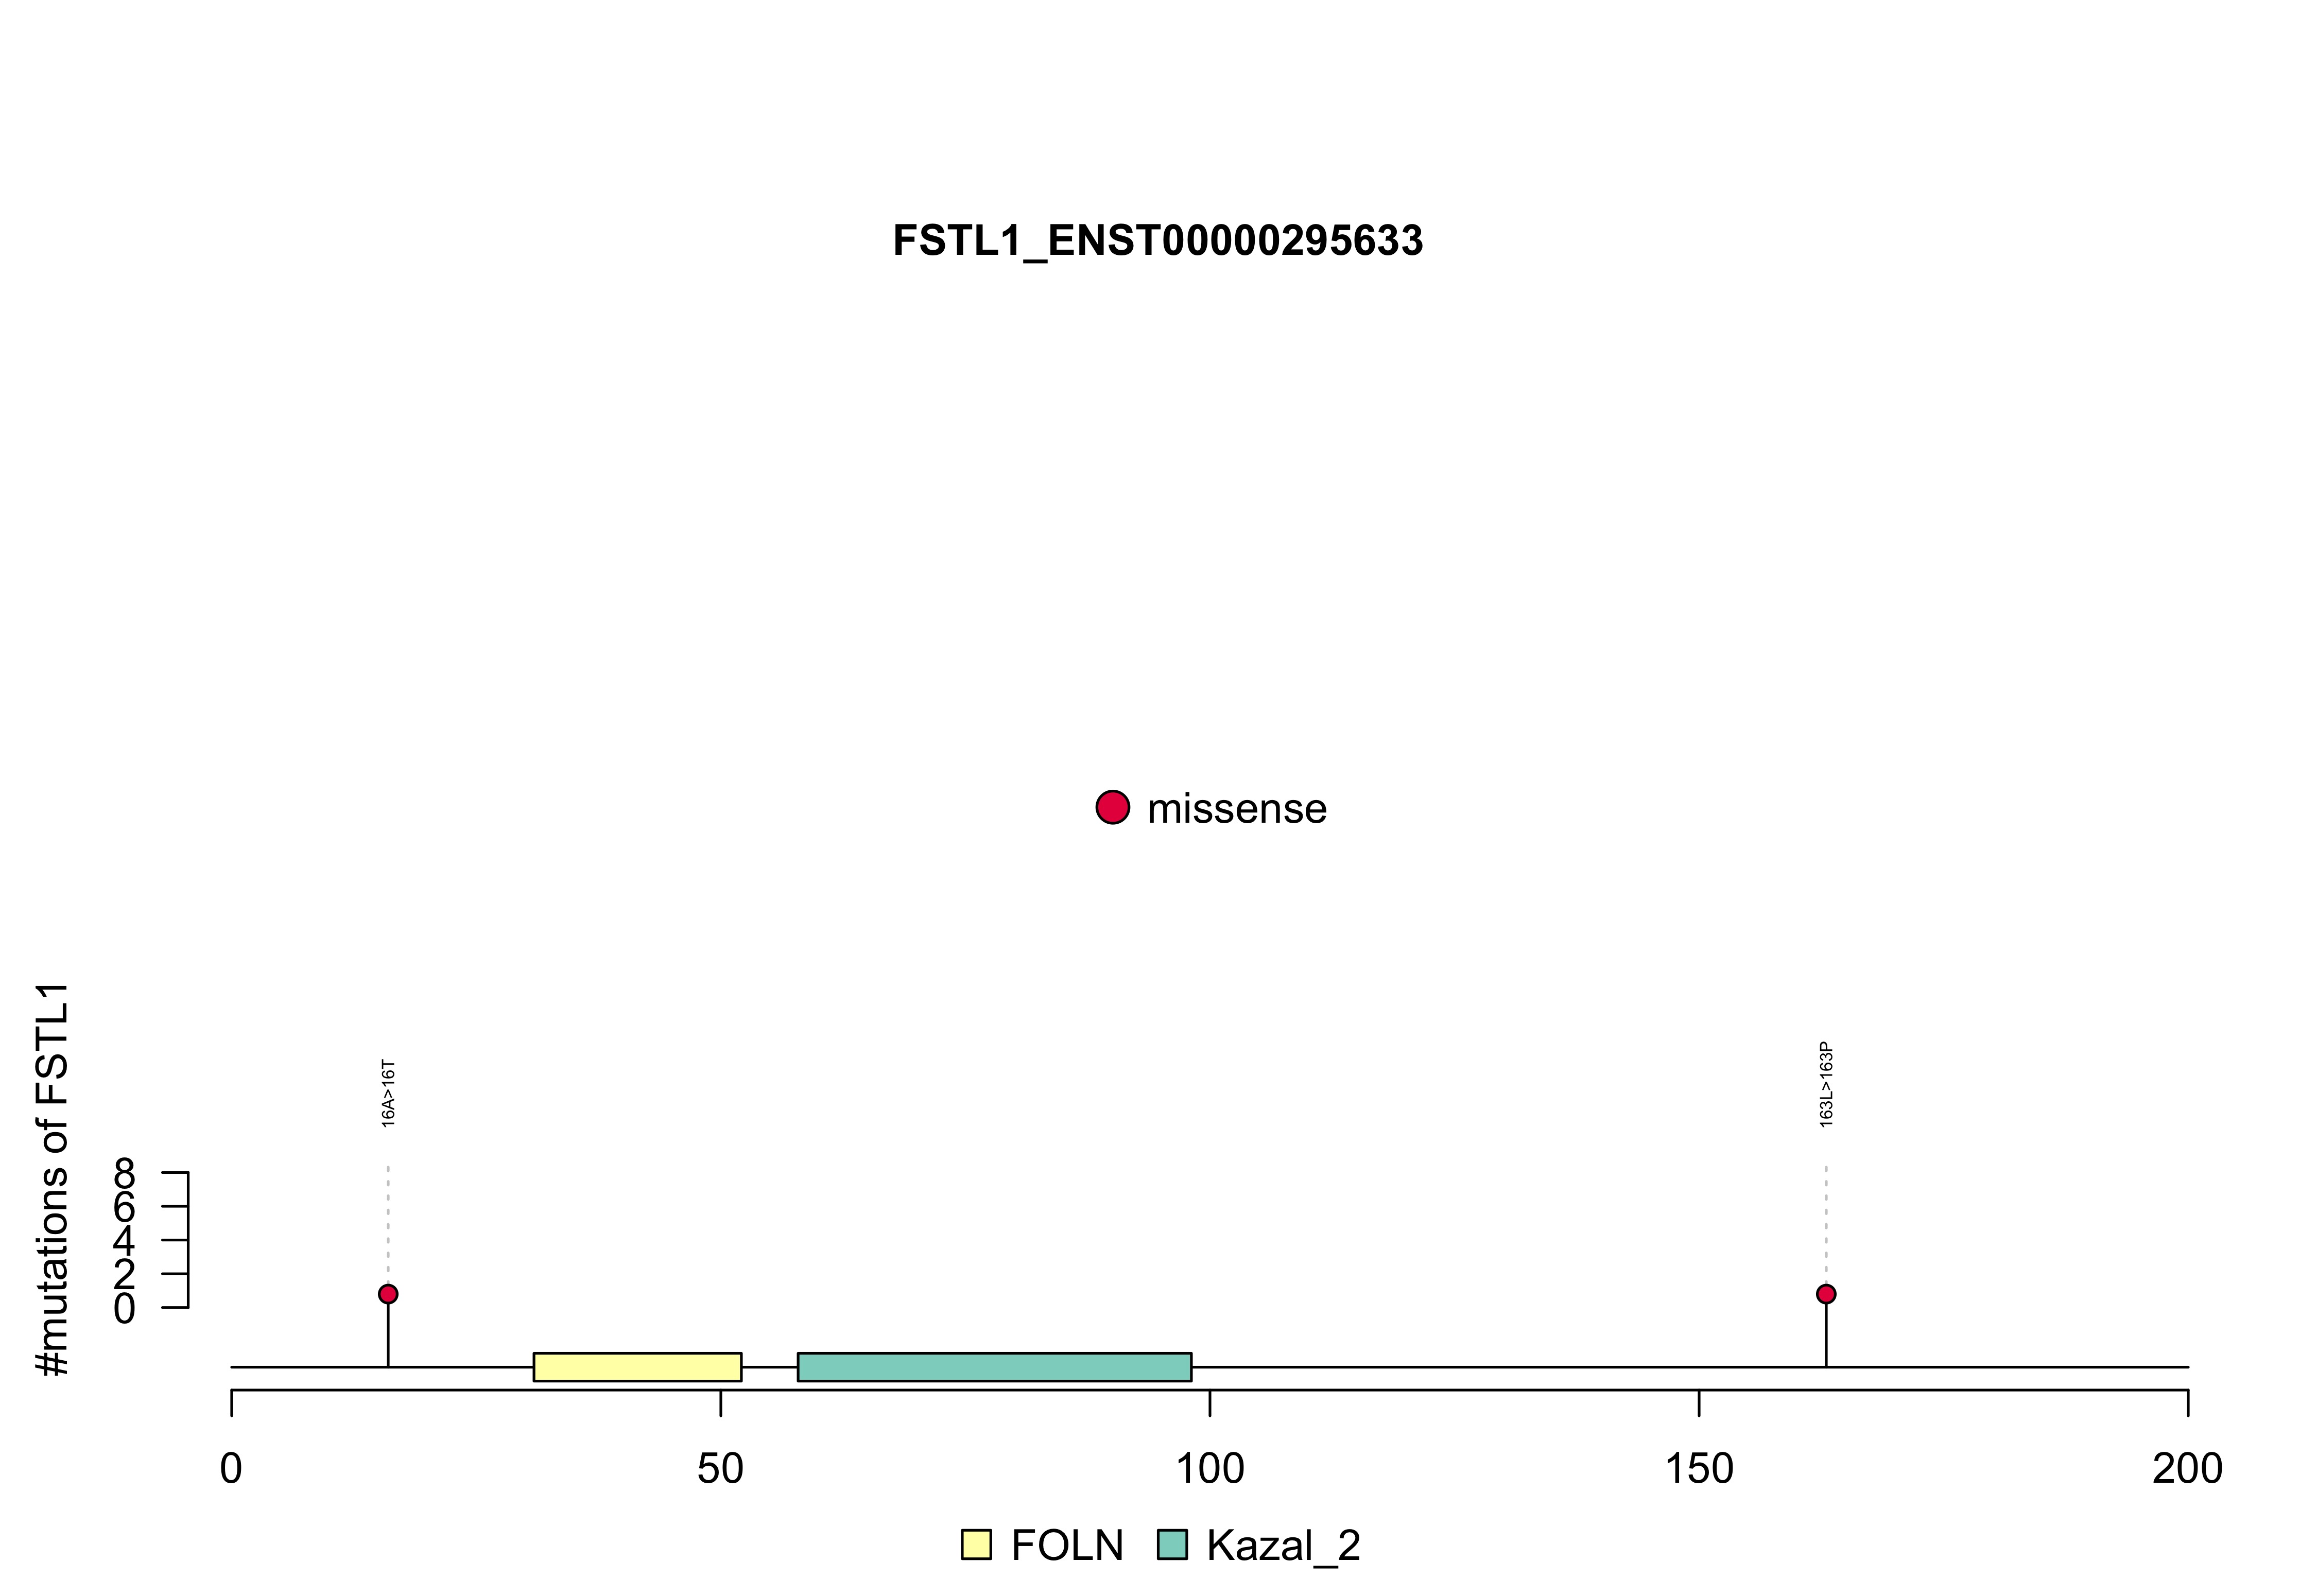 FSTL1_ENST00000295633
missense
#mutations of FSTL1
16A>16T
163L>163P
8
6
4
2
0
0 50 100 150 200
FOLN Kazal_2